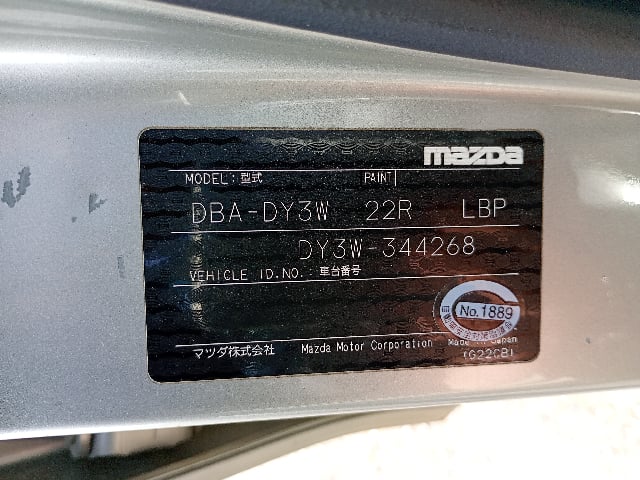 mazda
MODEL:型式 PAINT
DBA-DY3W 22R LBP
DY3W-344268
VEHICLE ID.NO.:車台番号
No.1889
マツダ株式会社 Mazda Motor Corporation Made in Japan
(G22CB)